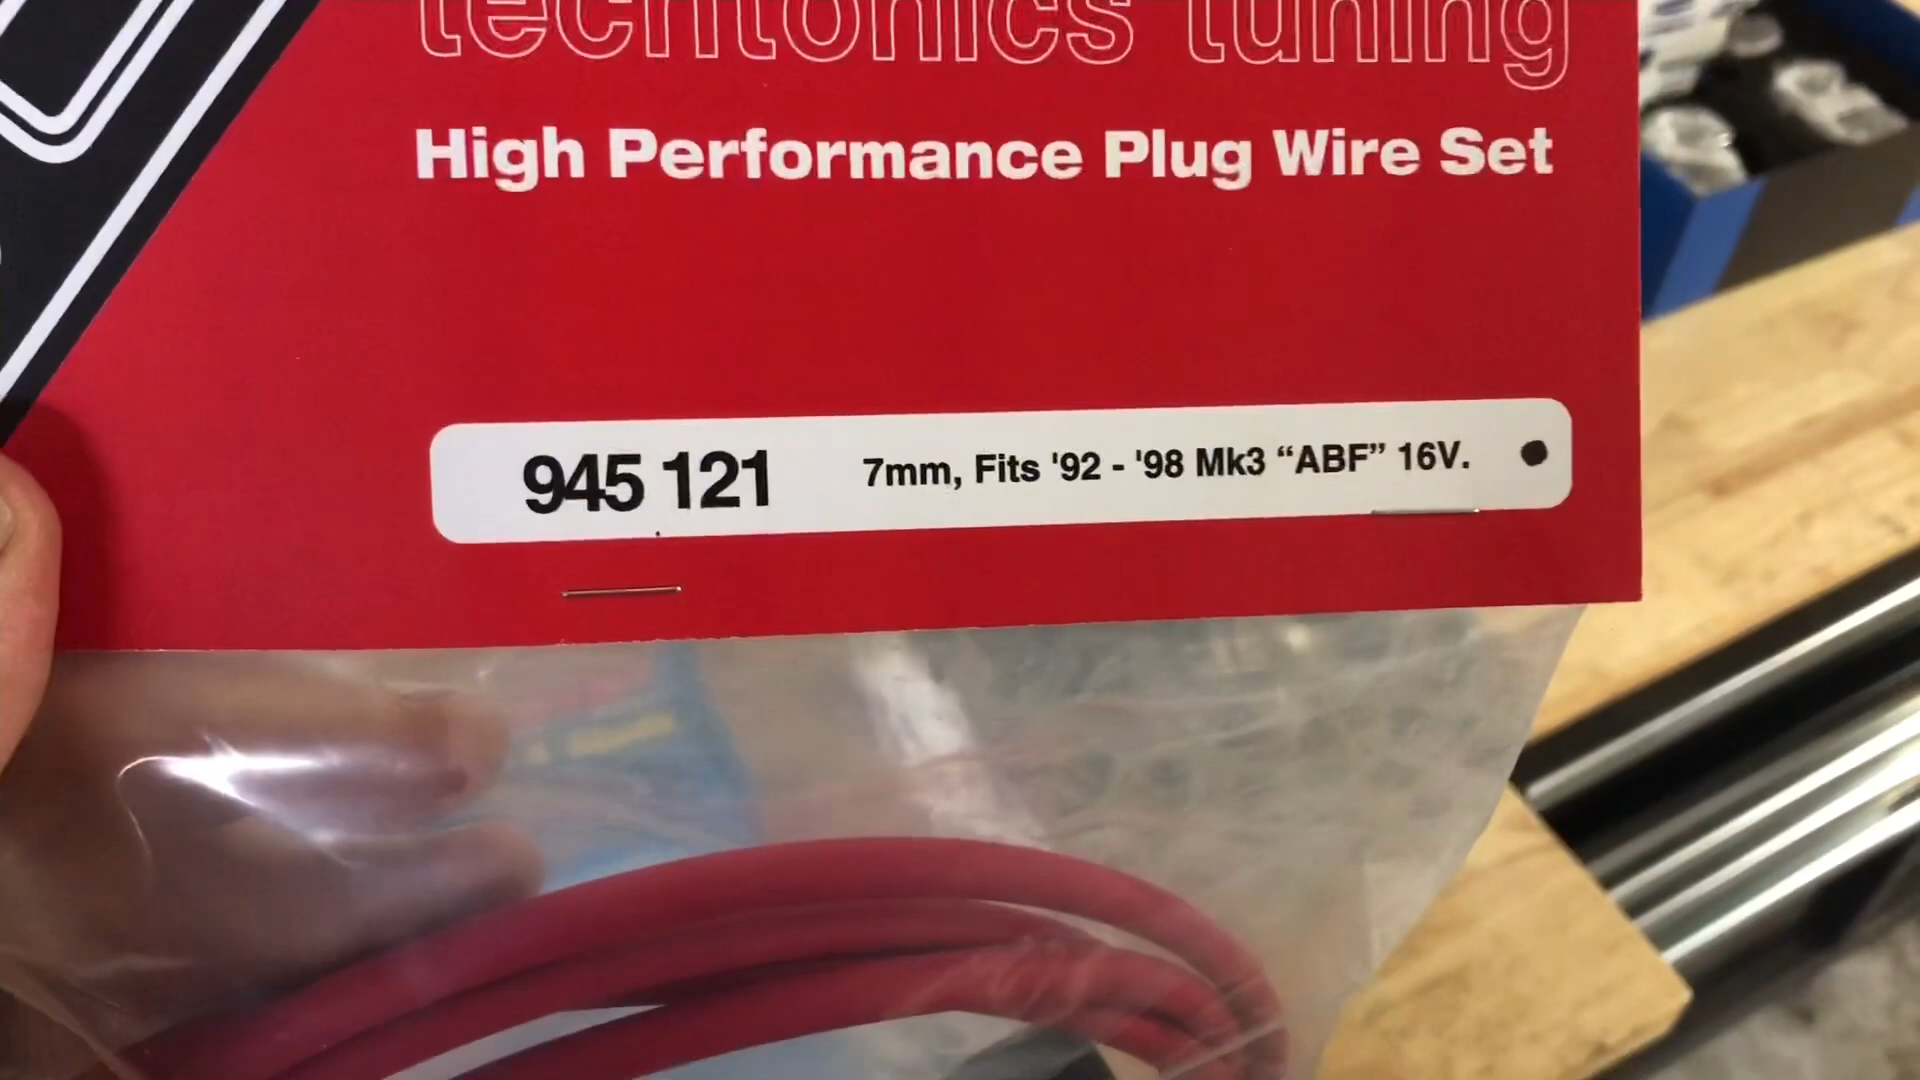 techtonics tuning
High Performance Plug Wire Set
945 121 7mm, Fits '92 - '98 Mk3 “ABF” 16V.